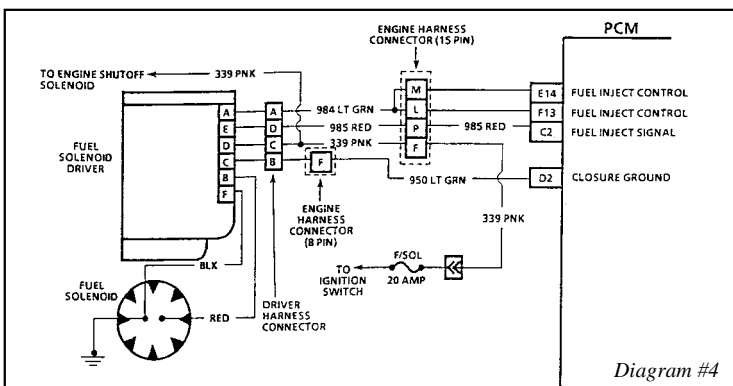 PCM
ENGINE HARNESS
CONNECTOR (15 PIN)
TO ENGINE SHUTOFF
SOLENOID
339 PNK
M
E14
FUEL INJECT CONTROL
A
A
984 LT GRN
L
F13
FUEL INJECT CONTROL
E
D
985 RED
P
985 RED
C2
FUEL INJECT SIGNAL
FUEL
SOLENOID
DRIVER
D
C
339 PNK
F
C
B
F
950 LT GRN
D2
CLOSURE GROUND
B
F
ENGINE
HARNESS
CONNECTOR
(8 PIN)
339 PNK
BLK
F/SOL
20 AMP
TO
IGNITION
SWITCH
FUEL
SOLENOID
RED
DRIVER
HARNESS
CONNECTOR
Diagram #4